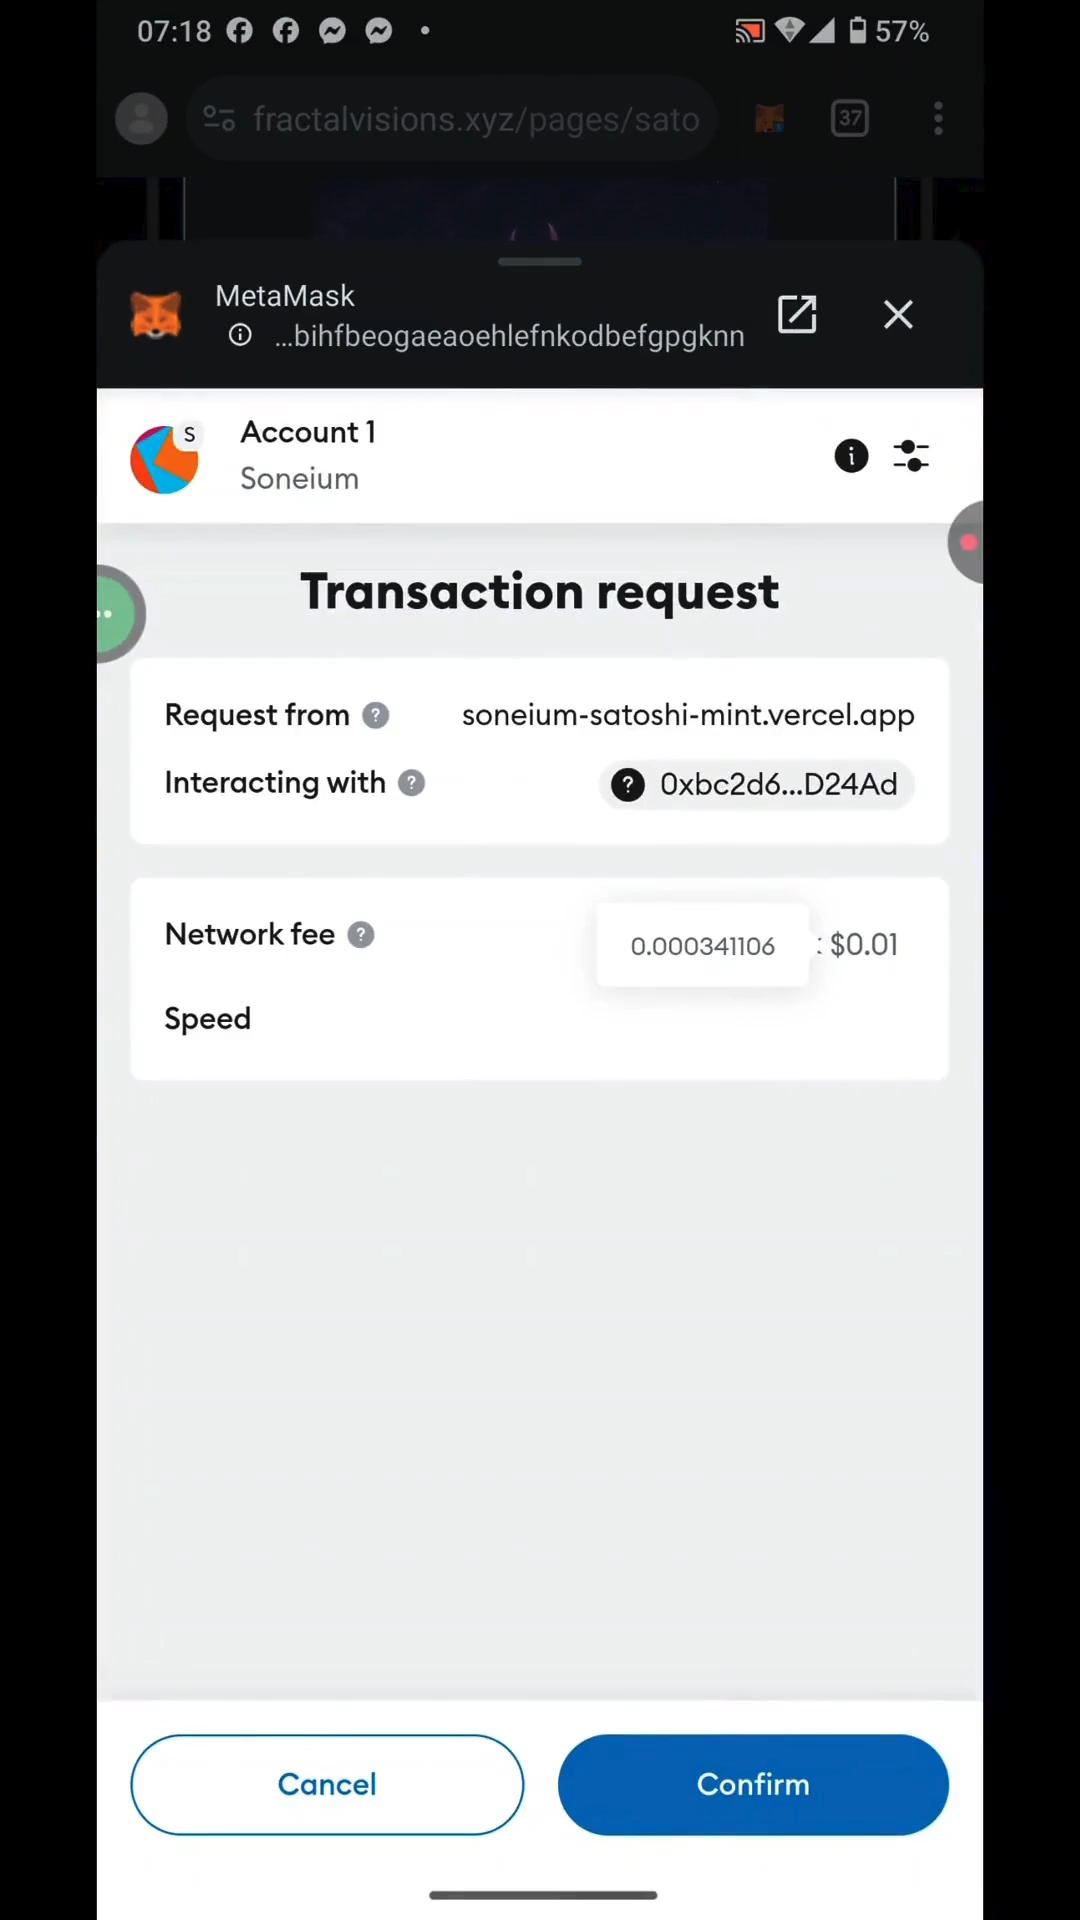 07:18
57%
fractalvisions.xyz/pages/sato
37
MetaMask
...bihfbeogaeaoehlefnkodbefgpgknn
Account 1
S
Soneium
Transaction request
Request from ? soneium-satoshi-mint.vercel.app
Interacting with ? ? 0xbc2d6...D24Ad
Network fee ? 0.000341106 $0.01
Speed
Cancel
Confirm